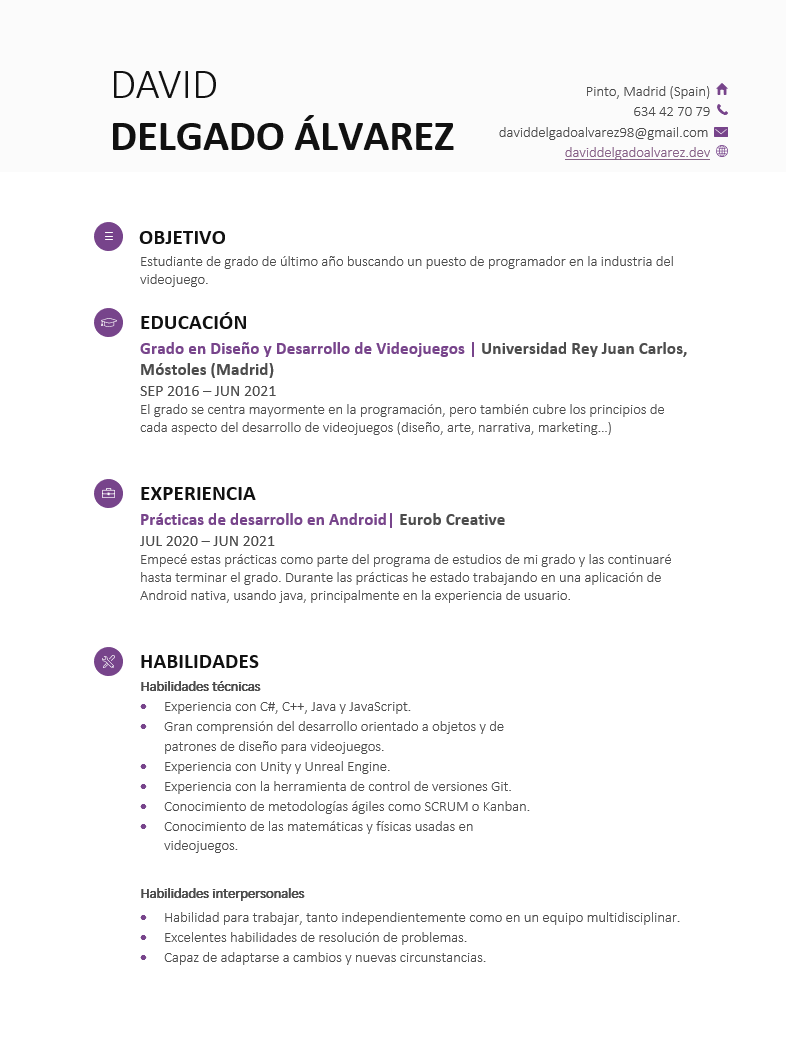 DAVID
DELGADO ÁLVAREZ
Pinto, Madrid (Spain)
634 42 70 79
daviddelgadoalvarez98@gmail.com
daviddelgadoalvarez.dev
OBJETIVO
Estudiante de grado de último año buscando un puesto de programador en la industria del
videojuego.
EDUCACIÓN
Grado en Diseño y Desarrollo de Videojuegos | Universidad Rey Juan Carlos,
Móstoles (Madrid)
SEP 2016 – JUN 2021
El grado se centra mayormente en la programación, pero también cubre los principios de
cada aspecto del desarrollo de videojuegos (diseño, arte, narrativa, marketing…)
EXPERIENCIA
Prácticas de desarrollo en Android| Eurob Creative
JUL 2020 – JUN 2021
Empecé estas prácticas como parte del programa de estudios de mi grado y las continuaré
hasta terminar el grado. Durante las prácticas he estado trabajando en una aplicación de
Android nativa, usando java, principalmente en la experiencia de usuario.
HABILIDADES
Habilidades técnicas
• Experiencia con C#, C++, Java y JavaScript.
• Gran comprensión del desarrollo orientado a objetos y de
patrones de diseño para videojuegos.
• Experiencia con Unity y Unreal Engine.
• Experiencia con la herramienta de control de versiones Git.
• Conocimiento de metodologías ágiles como SCRUM o Kanban.
• Conocimiento de las matemáticas y físicas usadas en
videojuegos.
Habilidades interpersonales
• Habilidad para trabajar, tanto independientemente como en un equipo multidisciplinar.
• Excelentes habilidades de resolución de problemas.
• Capaz de adaptarse a cambios y nuevas circunstancias.